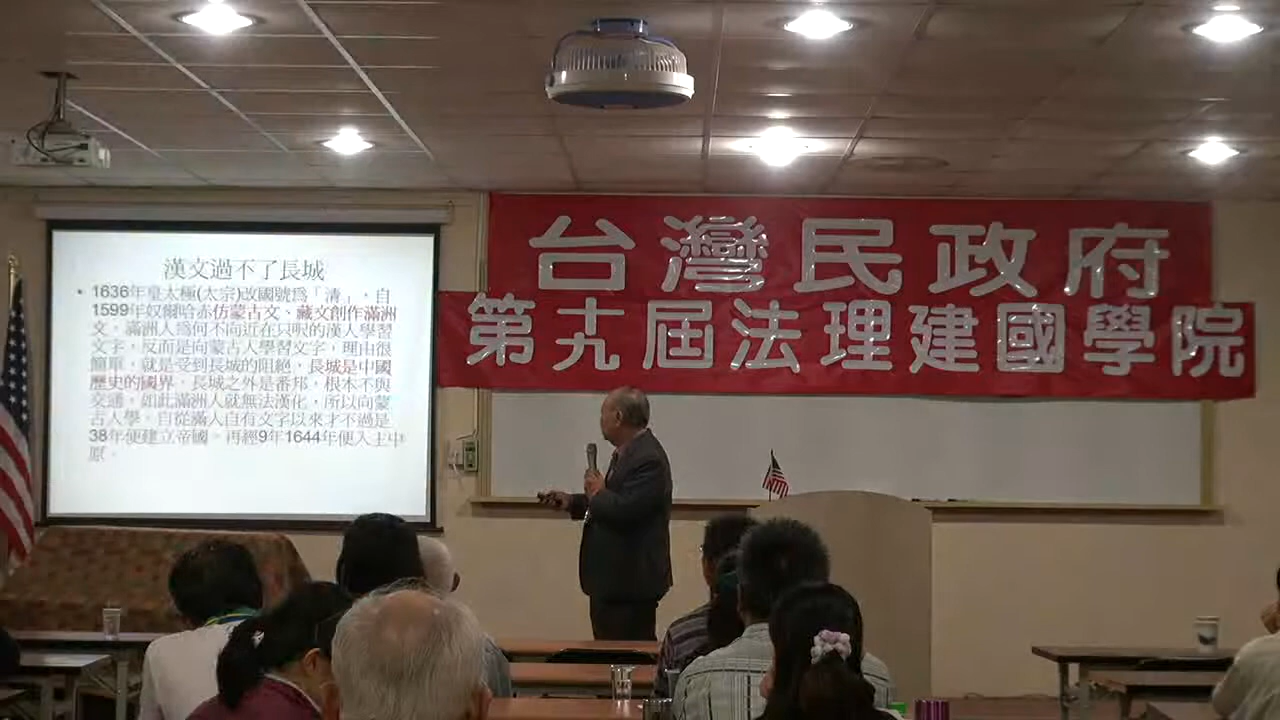 漢文過不了長城
• 1636年皇太極(太宗)改國號爲「清」，自
1599年奴爾哈赤仿蒙古文、藏文創作滿洲
文，滿洲人爲何不向近在只呎的漢人學習
文字，反而是向蒙古人學習文字，理由很
簡單，就是受到長城的阻絕，長城是中國
歷史的國界，長城之外是番邦，根本不與
交通，如此滿洲人就無法漢化，所以向蒙
古人學，自從滿人自有文字以來才不過是
38年便建立帝國。再經9年1644年便入主中
原。
台灣民政府
第十九屆法理建國學院